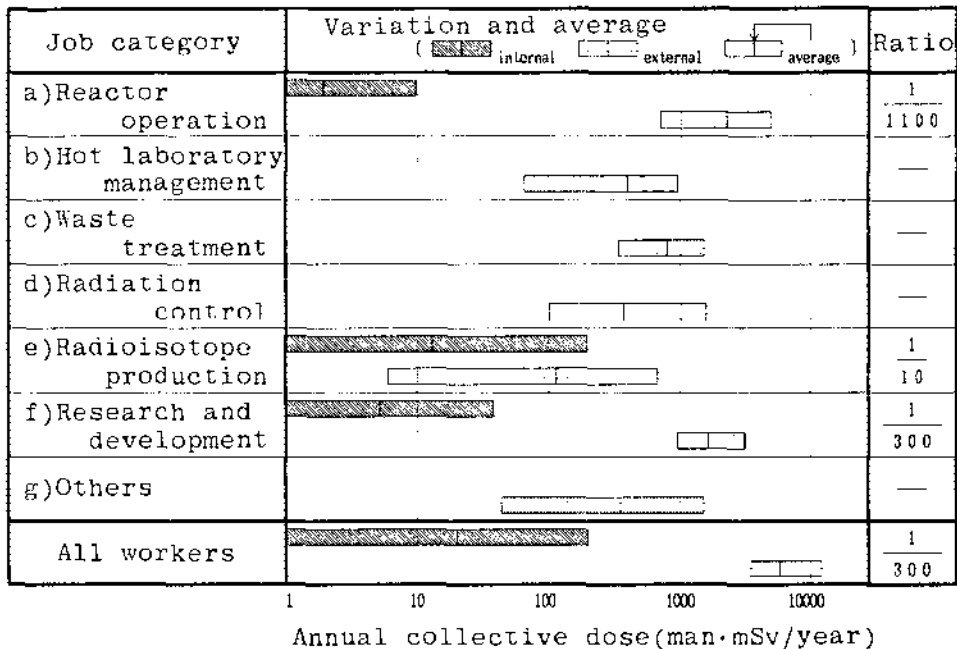 Job category
Variation and average
Ratio
( internal external average )
a)Reactor
operation
1
1100
b)Hot laboratory
management
—
c)Waste
treatment
—
d)Radiation
control
—
e)Radioisotope
production
1
10
f)Research and
development
1
300
g)Others
—
All workers
1
300
1 10 100 1000 10000
Annual collective dose(man·mSv/year)